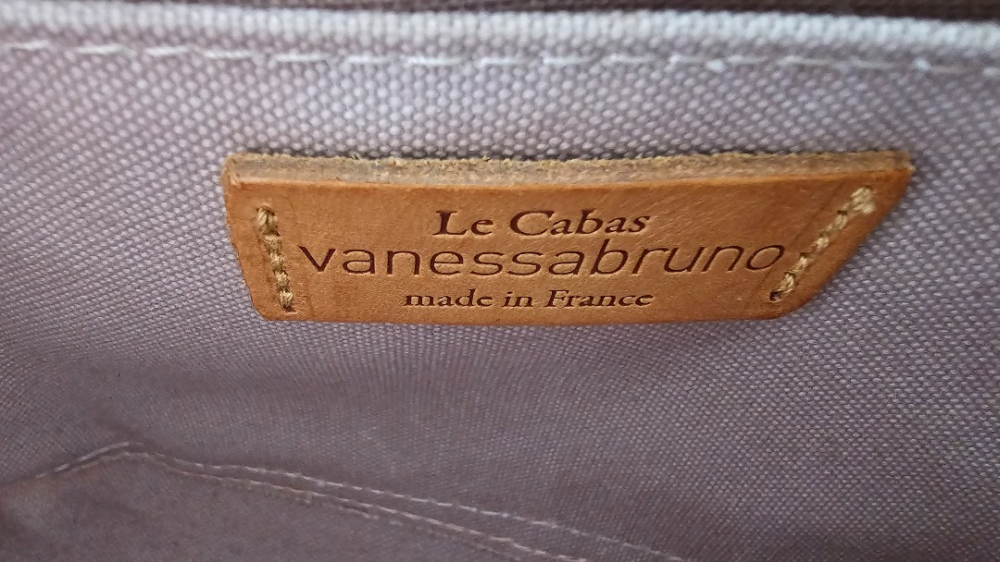 Le Cabas
vanessabruno
made in France